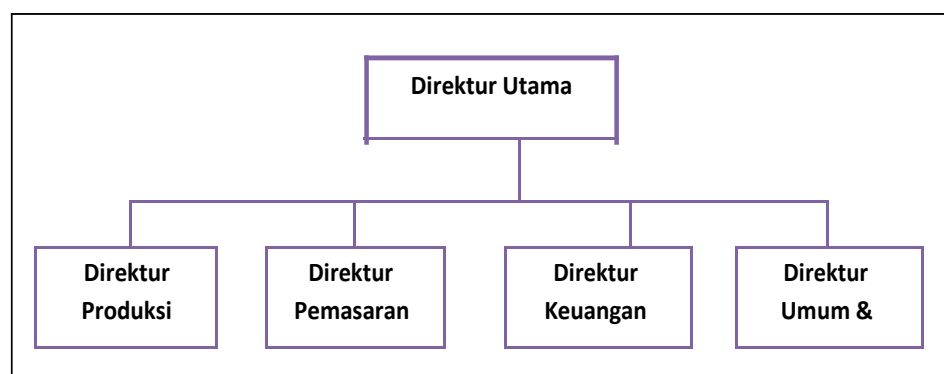 Direktur Utama
Direktur
Produksi
Direktur
Pemasaran
Direktur
Keuangan
Direktur
Umum &